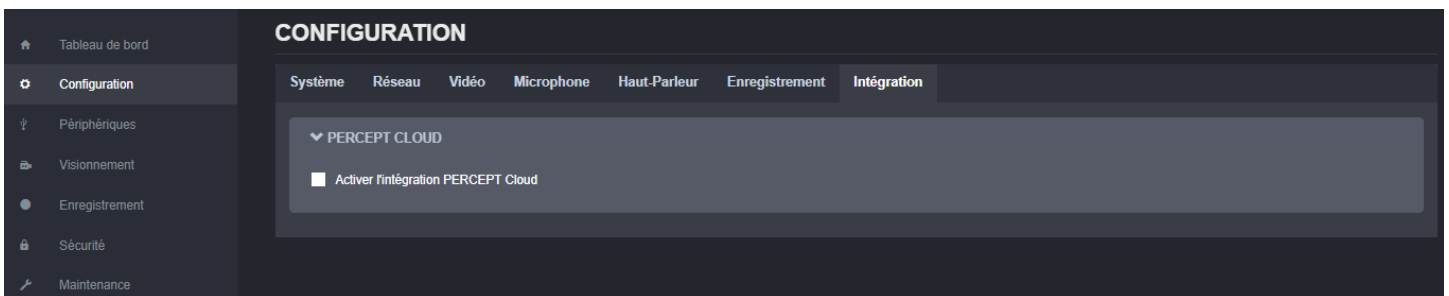 CONFIGURATION
Tableau de bord
Configuration
Périphériques
Visionnement
Enregistrement
Sécurité
Maintenance
Système Réseau Vidéo Microphone Haut-Parleur Enregistrement Intégration
PERCEPT CLOUD
Activer l'intégration PERCEPT Cloud